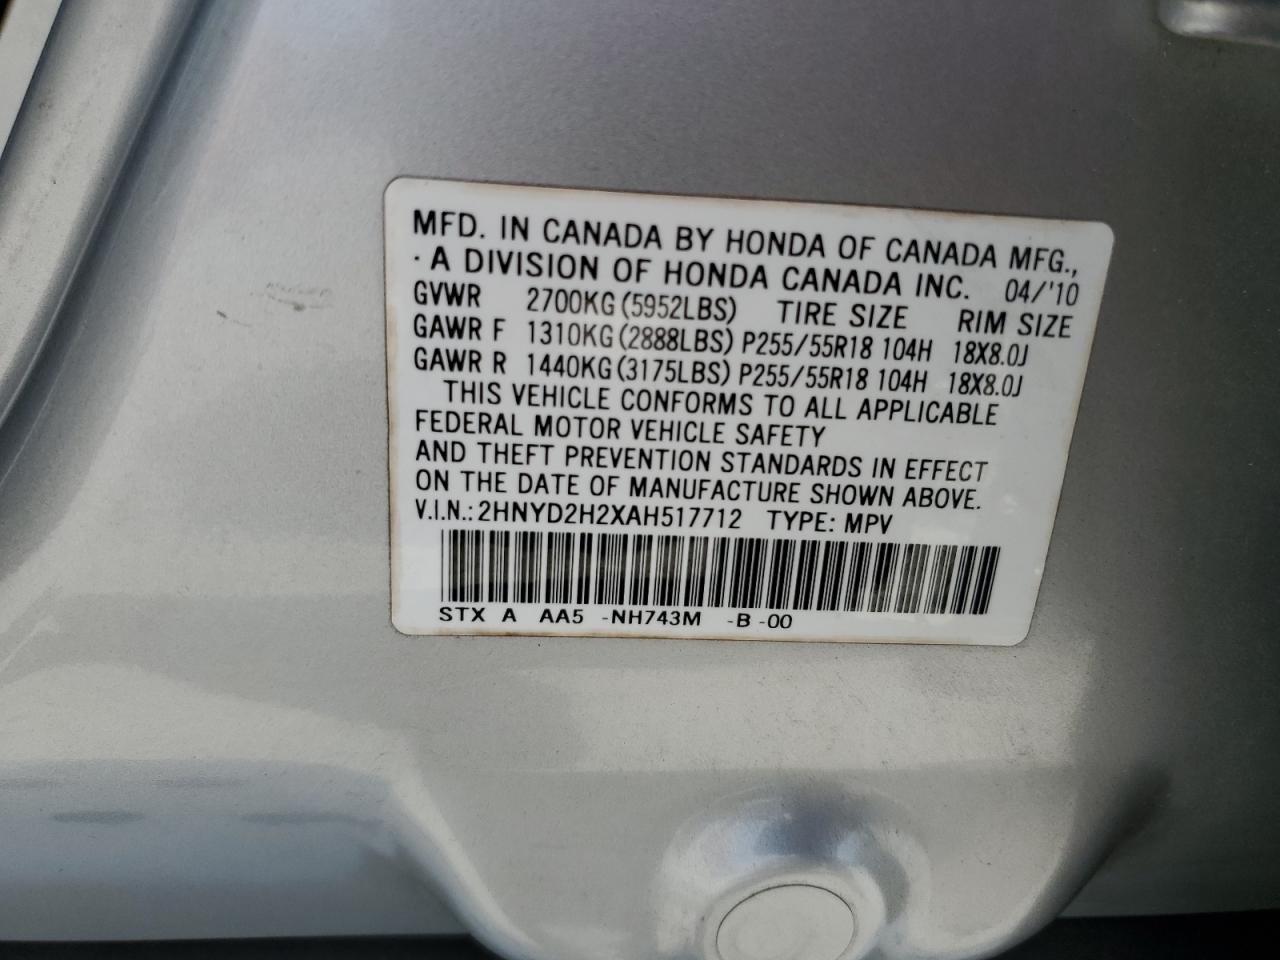 MFD. IN CANADA BY HONDA OF CANADA MFG.,
· A DIVISION OF HONDA CANADA INC. 04/'10
GVWR 2700KG (5952LBS) TIRE SIZE RIM SIZE
GAWR F 1310KG (2888LBS) P255/55R18 104H 18X8.0J
GAWR R 1440KG (3175LBS) P255/55R18 104H 18X8.0J
THIS VEHICLE CONFORMS TO ALL APPLICABLE
FEDERAL MOTOR VEHICLE SAFETY
AND THEFT PREVENTION STANDARDS IN EFFECT
ON THE DATE OF MANUFACTURE SHOWN ABOVE.
V.I.N.: 2HNYD2H2XAH517712 TYPE: MPV
STX A AA5 -NH743M -B -00